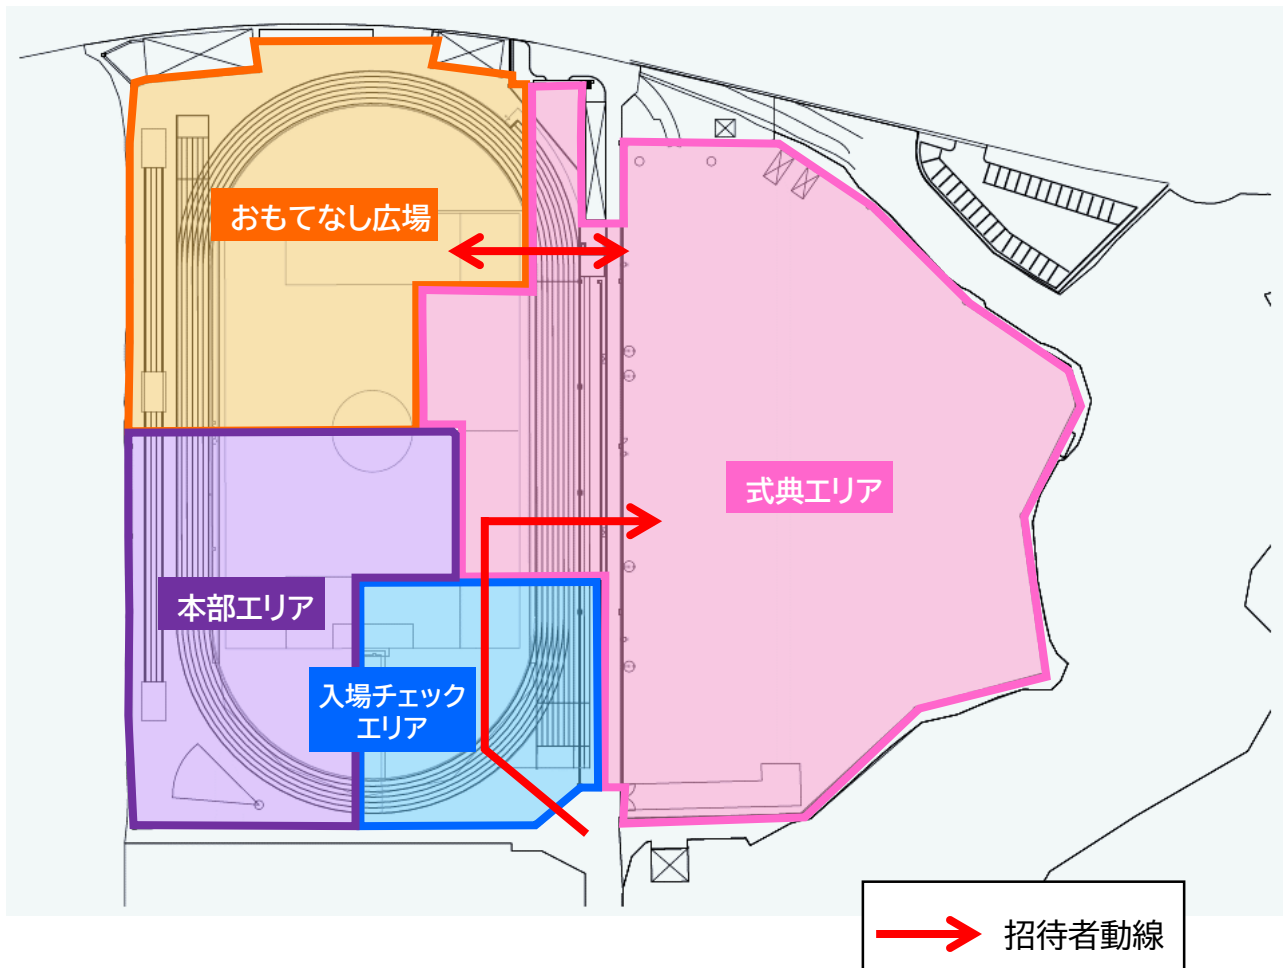 おもてなし広場
式典エリア
本部エリア
入場チェック
エリア
招待者動線